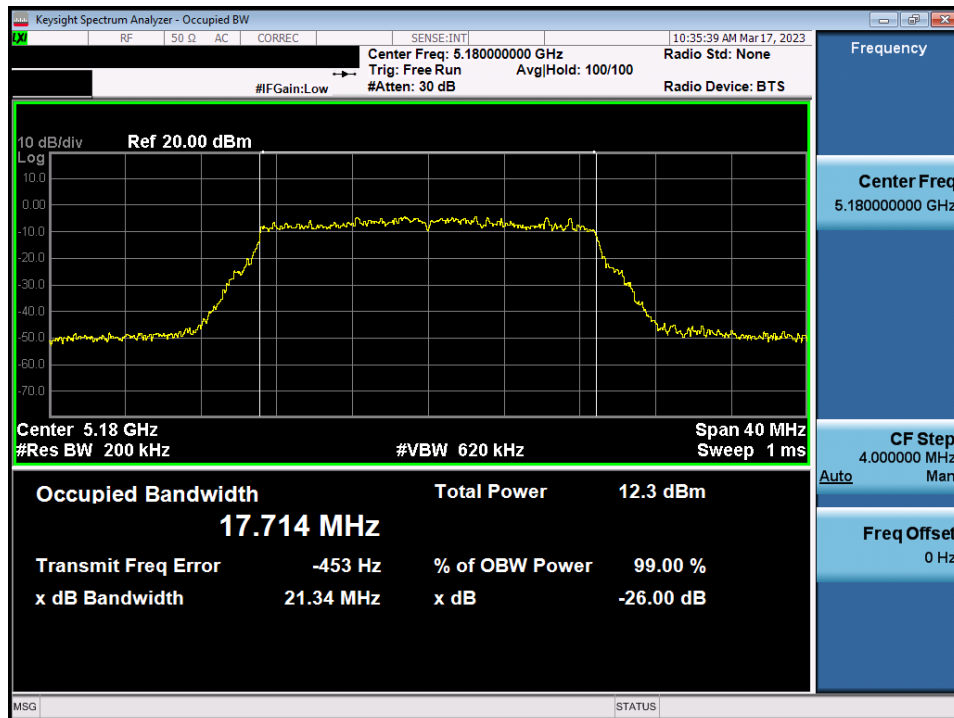 Keysight Spectrum Analyzer - Occupied BW
LXI RF 50 Ω AC CORREC SENSE:INT 10:35:39 AM Mar 17, 2023
Center Freq: 5.180000000 GHz Radio Std: None
Trig: Free Run Avg|Hold: 100/100
#IFGain:Low #Atten: 30 dB Radio Device: BTS
10 dB/div Ref 20.00 dBm
Log
10.0
0.00
-10.0
-20.0
-30.0
-40.0
-50.0
-60.0
-70.0
Center 5.18 GHz Span 40 MHz
#Res BW 200 kHz #VBW 620 kHz Sweep 1 ms
Occupied Bandwidth Total Power 12.3 dBm
17.714 MHz
Transmit Freq Error -453 Hz % of OBW Power 99.00 %
x dB Bandwidth 21.34 MHz x dB -26.00 dB
Frequency
Center Freq
5.180000000 GHz
CF Step
4.000000 MHz
Auto Man
Freq Offset
0 Hz
MSG STATUS